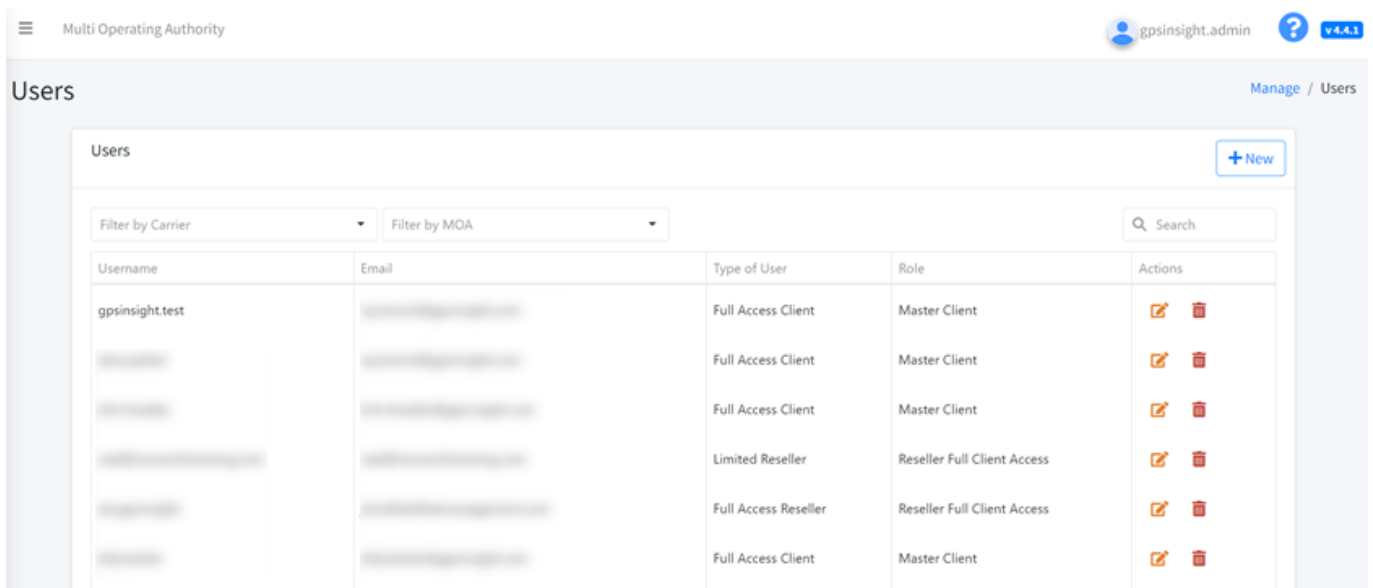 Multi Operating Authority gpsinsight.admin ? v 4.4.1
Users Manage / Users
Users + New
Filter by Carrier Filter by MOA Search
Username Email Type of User Role Actions
gpsinsight.test Full Access Client Master Client
Full Access Client Master Client
Full Access Client Master Client
Limited Reseller Reseller Full Client Access
Full Access Reseller Reseller Full Client Access
Full Access Client Master Client